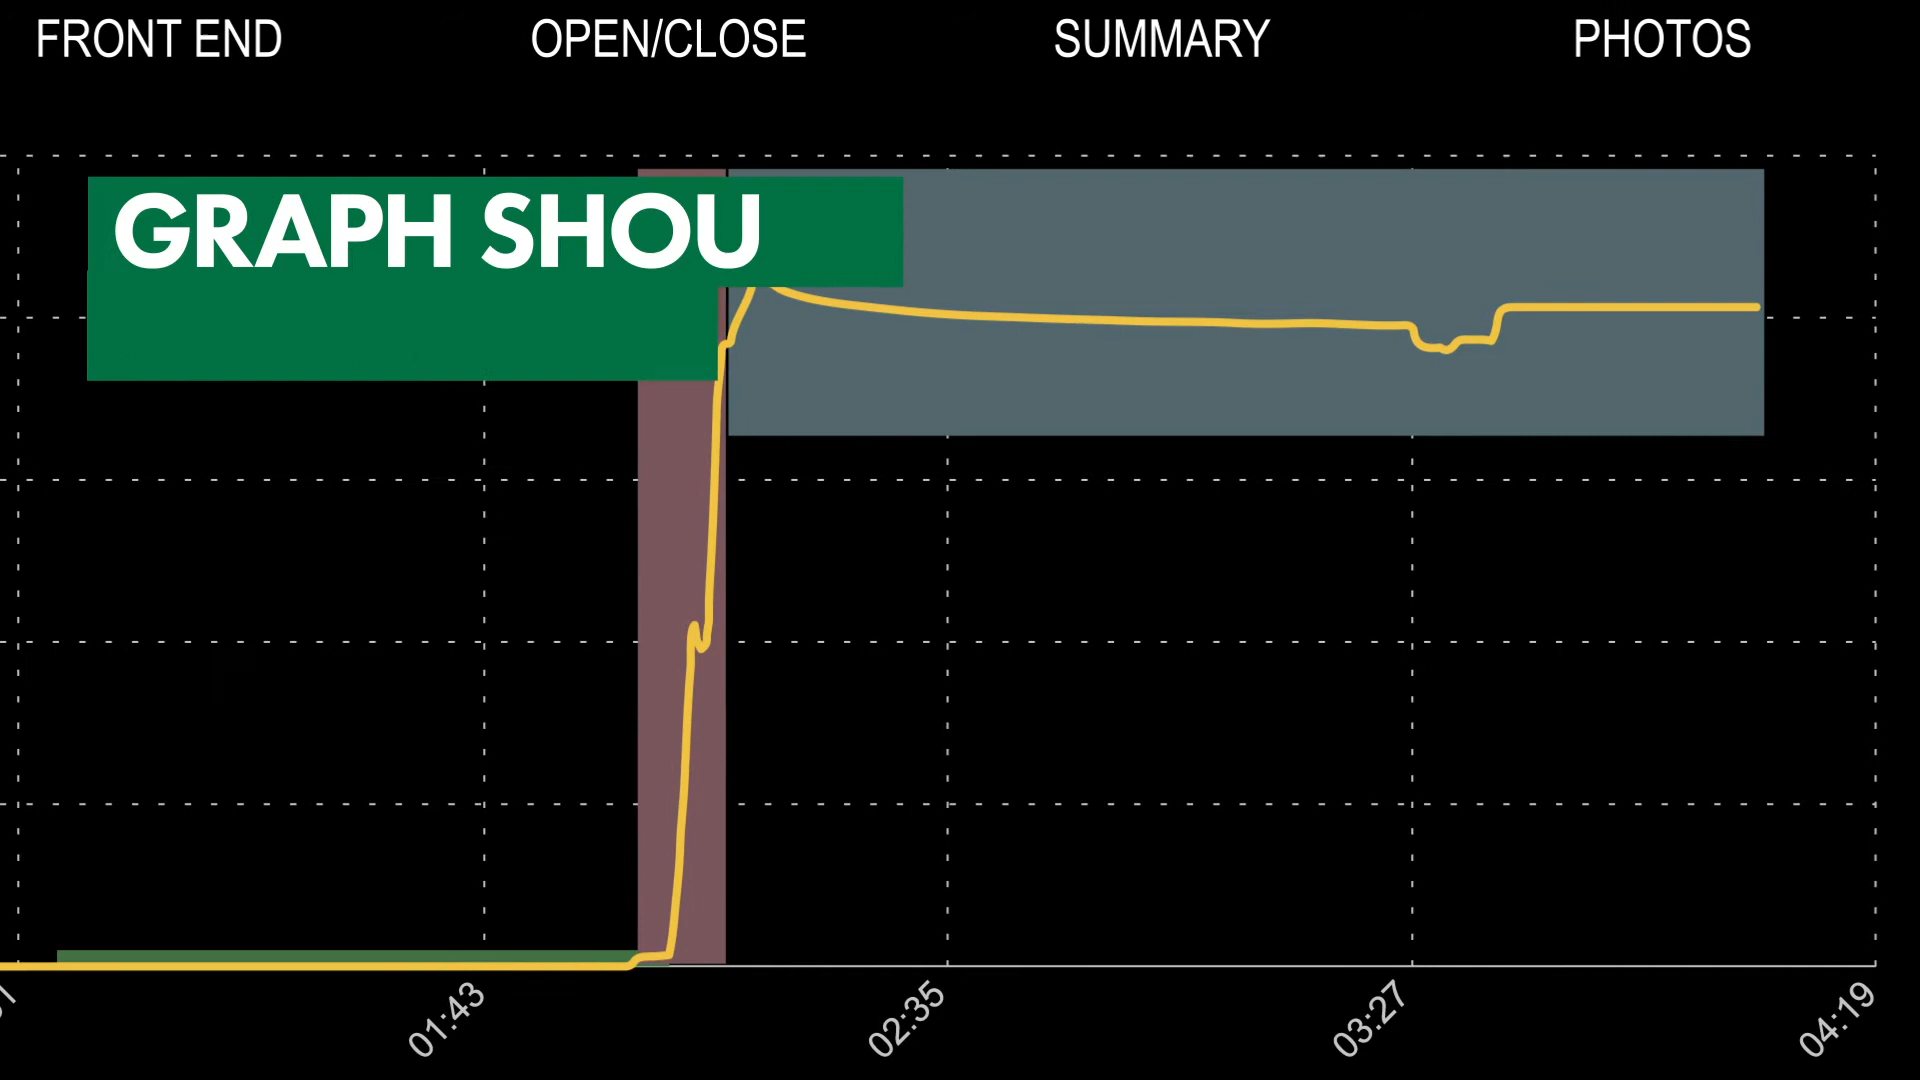 FRONT END
OPEN/CLOSE
SUMMARY
PHOTOS
GRAPH SHOU
01:43
02:35
03:27
04:19